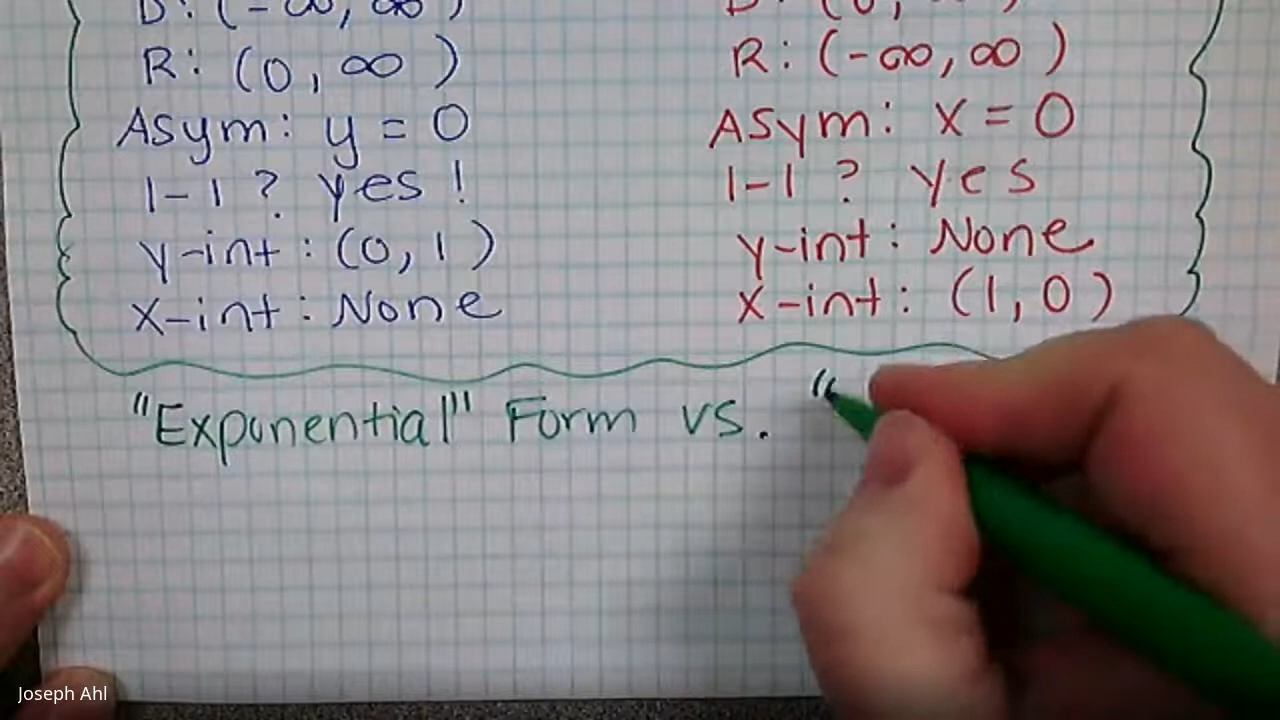 D: (-∞, ∞)
R: (0, ∞)
Asym: y = 0
1-1 ? yes !
y-int : (0, 1)
x-int : None
D: (0, ∞)
R: (-∞, ∞)
Asym: x = 0
1-1 ? yes
y-int : None
x-int : (1, 0)
"Exponential" Form vs. "
Joseph Ahl